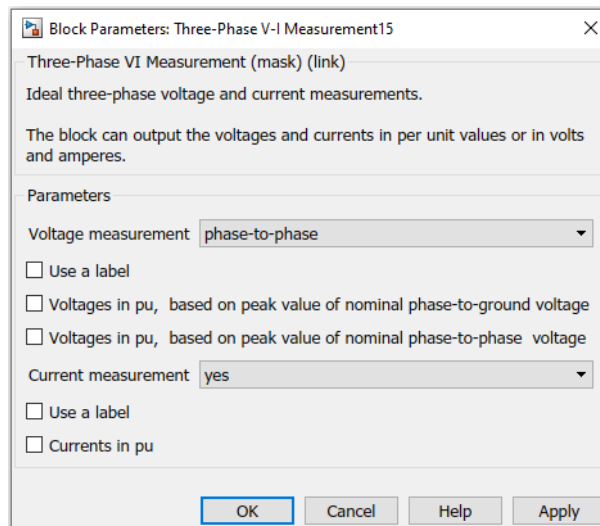 Block Parameters: Three-Phase V-I Measurement15
Three-Phase VI Measurement (mask) (link)
Ideal three-phase voltage and current measurements.
The block can output the voltages and currents in per unit values or in volts
and amperes.
Parameters
Voltage measurement phase-to-phase
Use a label
Voltages in pu, based on peak value of nominal phase-to-ground voltage
Voltages in pu, based on peak value of nominal phase-to-phase voltage
Current measurement yes
Use a label
Currents in pu
OK Cancel Help Apply